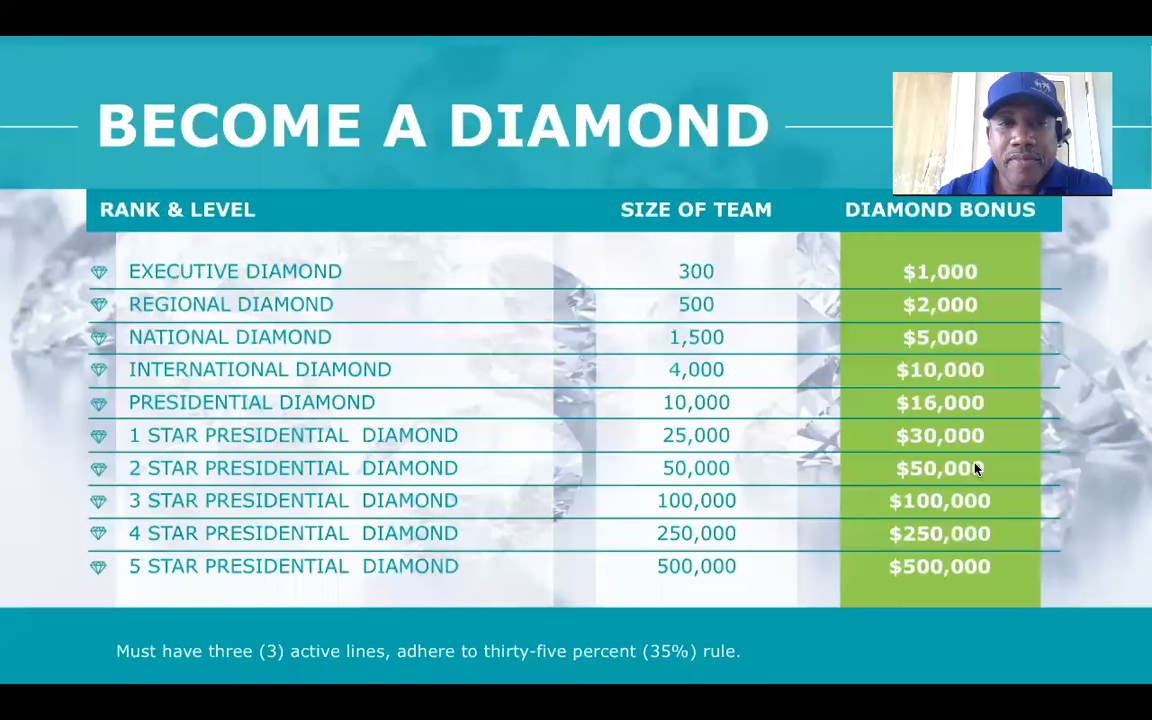 BECOME A DIAMOND
RANK & LEVEL SIZE OF TEAM DIAMOND BONUS
EXECUTIVE DIAMOND 300 $1,000
REGIONAL DIAMOND 500 $2,000
NATIONAL DIAMOND 1,500 $5,000
INTERNATIONAL DIAMOND 4,000 $10,000
PRESIDENTIAL DIAMOND 10,000 $16,000
1 STAR PRESIDENTIAL DIAMOND 25,000 $30,000
2 STAR PRESIDENTIAL DIAMOND 50,000 $50,000
3 STAR PRESIDENTIAL DIAMOND 100,000 $100,000
4 STAR PRESIDENTIAL DIAMOND 250,000 $250,000
5 STAR PRESIDENTIAL DIAMOND 500,000 $500,000
Must have three (3) active lines, adhere to thirty-five percent (35%) rule.